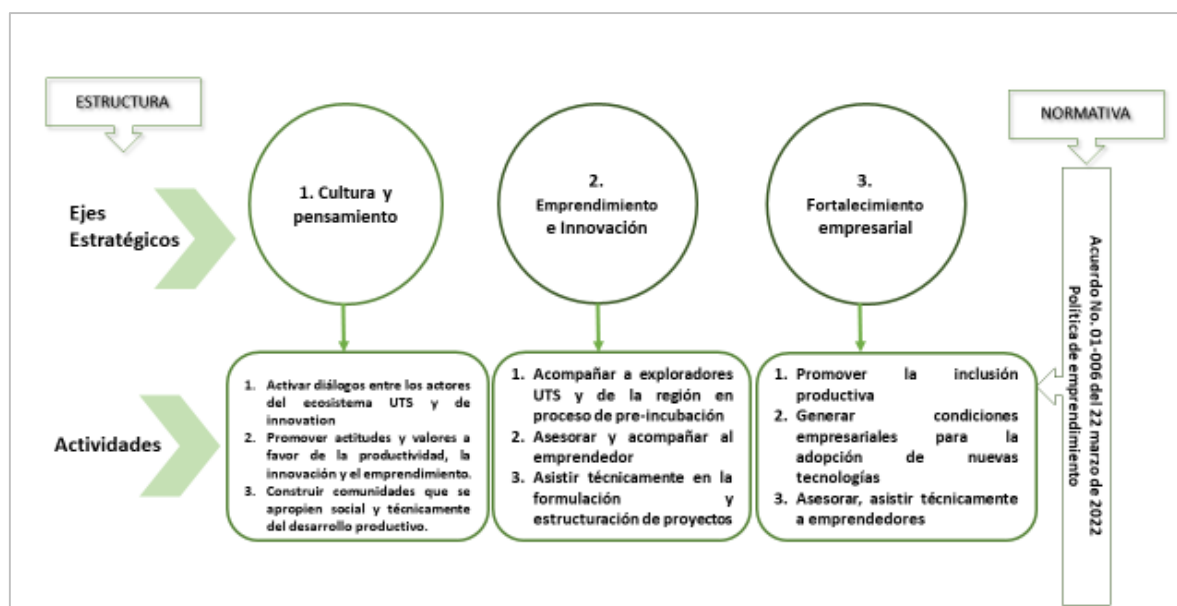 ESTRUCTURA
NORMATIVA
Ejes
Estratégicos
1. Cultura y
pensamiento
2.
Emprendimiento
e Innovación
3.
Fortalecimiento
empresarial
Actividades
1. Activar diálogos entre los actores
del ecosistema UTS y de
innovation
2. Promover actitudes y valores a
favor de la productividad, la
innovación y el emprendimiento.
3. Construir comunidades que se
apropien social y técnicamente
del desarrollo productivo.
1. Acompañar a exploradores
UTS y de la región en
proceso de pre-incubación
2. Asesorar y acompañar al
emprendedor
3. Asistir técnicamente en la
formulación y
estructuración de proyectos
1. Promover la inclusión
productiva
2. Generar condiciones
empresariales para la
adopción de nuevas
tecnologías
3. Asesorar, asistir técnicamente
a emprendedores
Acuerdo No. 01-006 del 22 marzo de 2022
Política de emprendimiento